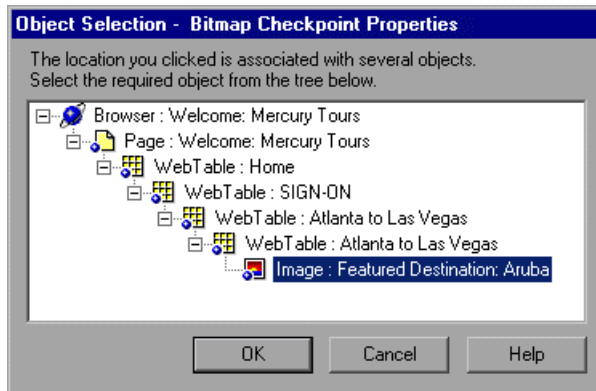 Object Selection - Bitmap Checkpoint Properties
The location you clicked is associated with several objects.
Select the required object from the tree below.
Browser : Welcome: Mercury Tours
Page : Welcome: Mercury Tours
WebTable : Home
WebTable : SIGN-ON
WebTable : Atlanta to Las Vegas
WebTable : Atlanta to Las Vegas
Image : Featured Destination: Aruba
OK Cancel Help